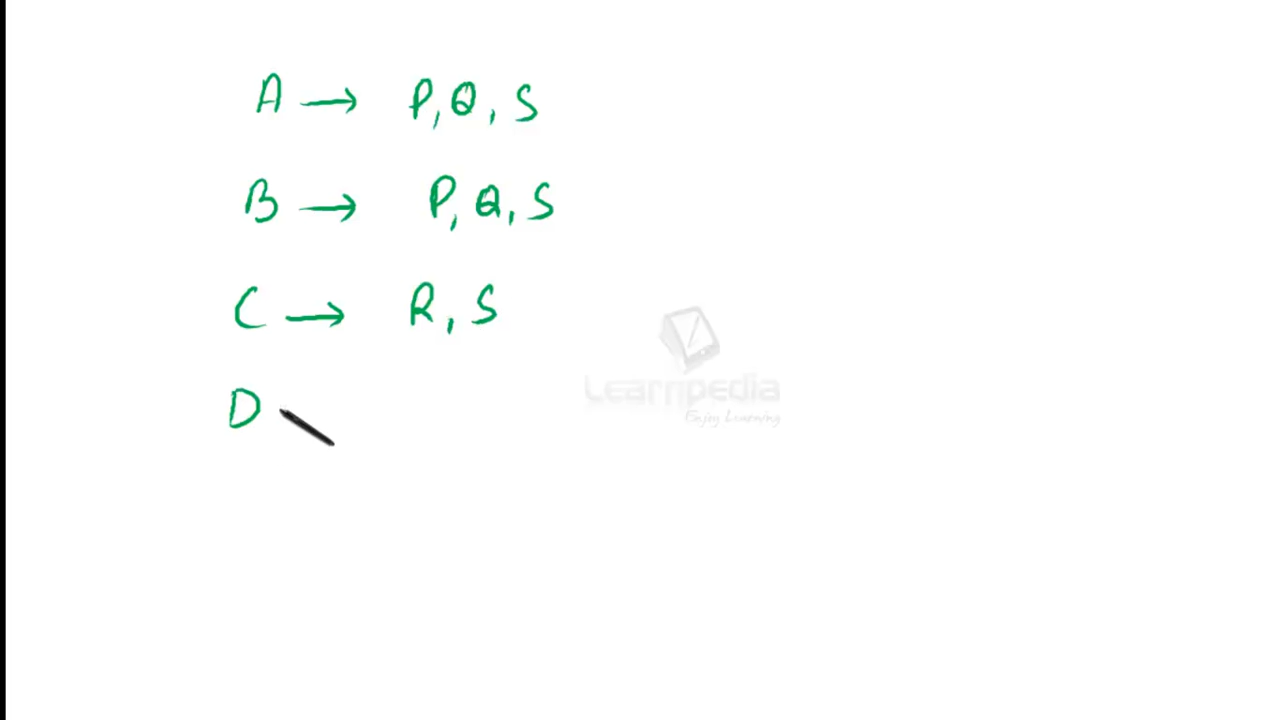 A → P, Q, S
B → P, Q, S
C → R, S
D
Learnpedia
Enjoy Learning